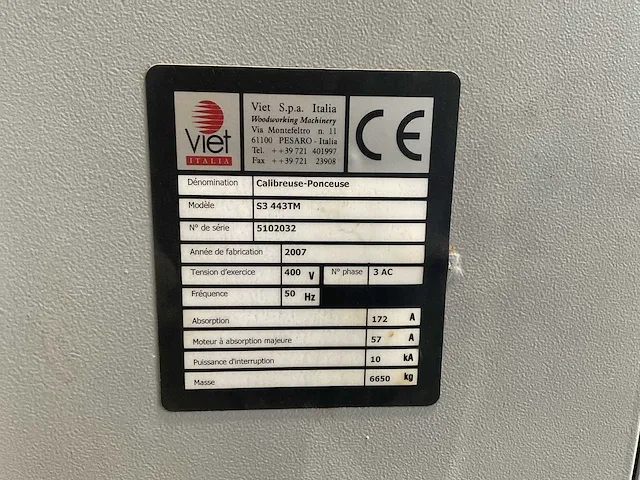 Viet
ITALIA
Viet S.p.a. Italia
Woodworking Machinery
Via Montefeltro n. 11
61100 PESARO - Italia
Tel. ++39 721 401997
Fax ++39 721 23908
CE
Dénomination Calibreuse-Ponceuse
Modèle S3 443TM
N° de série 5102032
Année de fabrication 2007
Tension d'exercice 400 V N° phase 3 AC
Fréquence 50 Hz
Absorption 172 A
Moteur à absorption majeure 57 A
Puissance d'interruption 10 kA
Masse 6650 kg